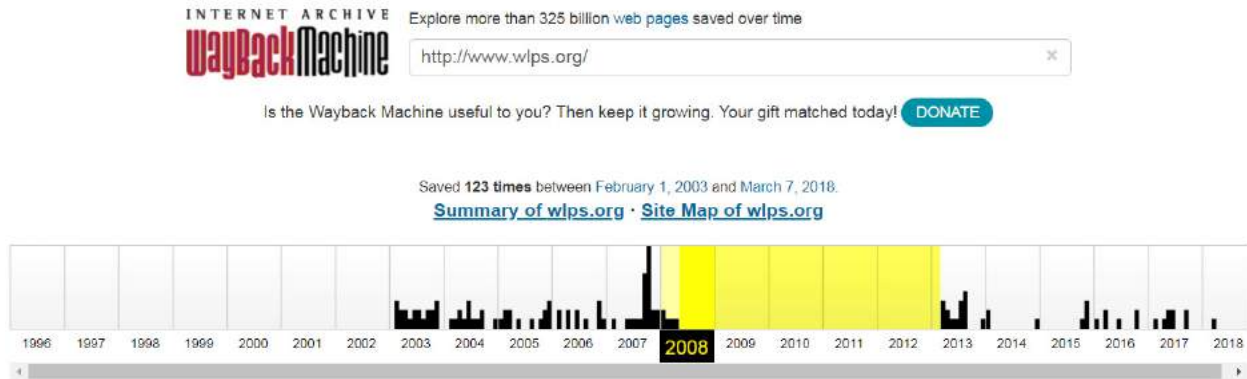 INTERNET ARCHIVE
WayBackMachine
Explore more than 325 billion web pages saved over time
http://www.wlps.org/
Is the Wayback Machine useful to you? Then keep it growing. Your gift matched today! DONATE
Saved 123 times between February 1, 2003 and March 7, 2018.
Summary of wlps.org · Site Map of wlps.org
1996 1997 1998 1999 2000 2001 2002 2003 2004 2005 2006 2007 2008 2009 2010 2011 2012 2013 2014 2015 2016 2017 2018